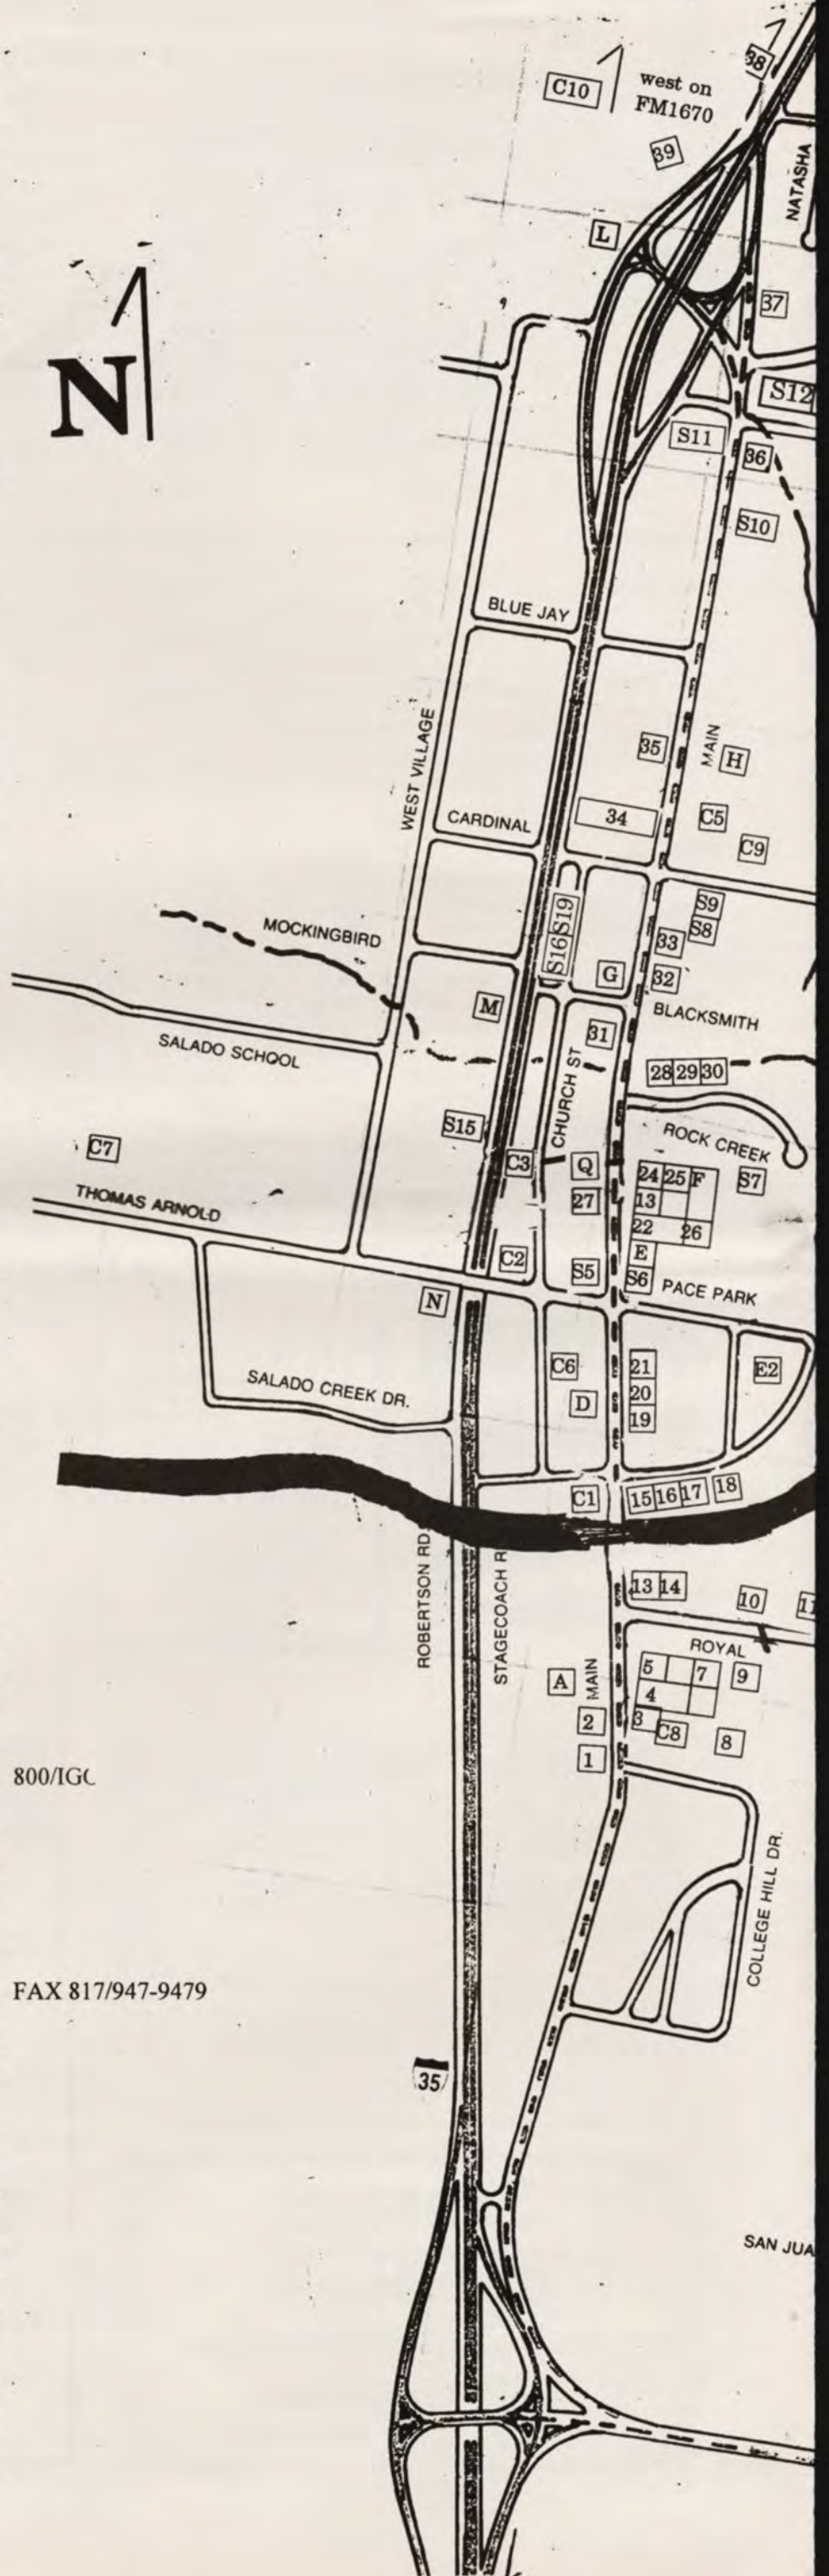 38
C10
west on
FM1670
39
NATASHA
L
37
N
S12
S11
36
S10
BLUE JAY
WEST VILLAGE
MAIN
35
H
34
C5
CARDINAL
C9
S16 S19
S9
S8
MOCKINGBIRD
33
G
32
M
BLACKSMITH
31
SALADO SCHOOL
CHURCH ST
28 29 30
S15
ROCK CREEK
C7
C3
Q
24 25 F
S7
27
13
THOMAS ARNOLD
22
26
C2
E
S5
S6
PACE PARK
N
C6
21
E2
SALADO CREEK DR.
20
D
19
C1
15 16 17 18
ROBERTSON RD.
STAGECOACH R
13 14
10
11
ROYAL
A
MAIN
5
7
9
4
2
3
C8
8
1
800/IG
COLLEGE HILL DR.
FAX 817/947-9479
35
SAN JUA